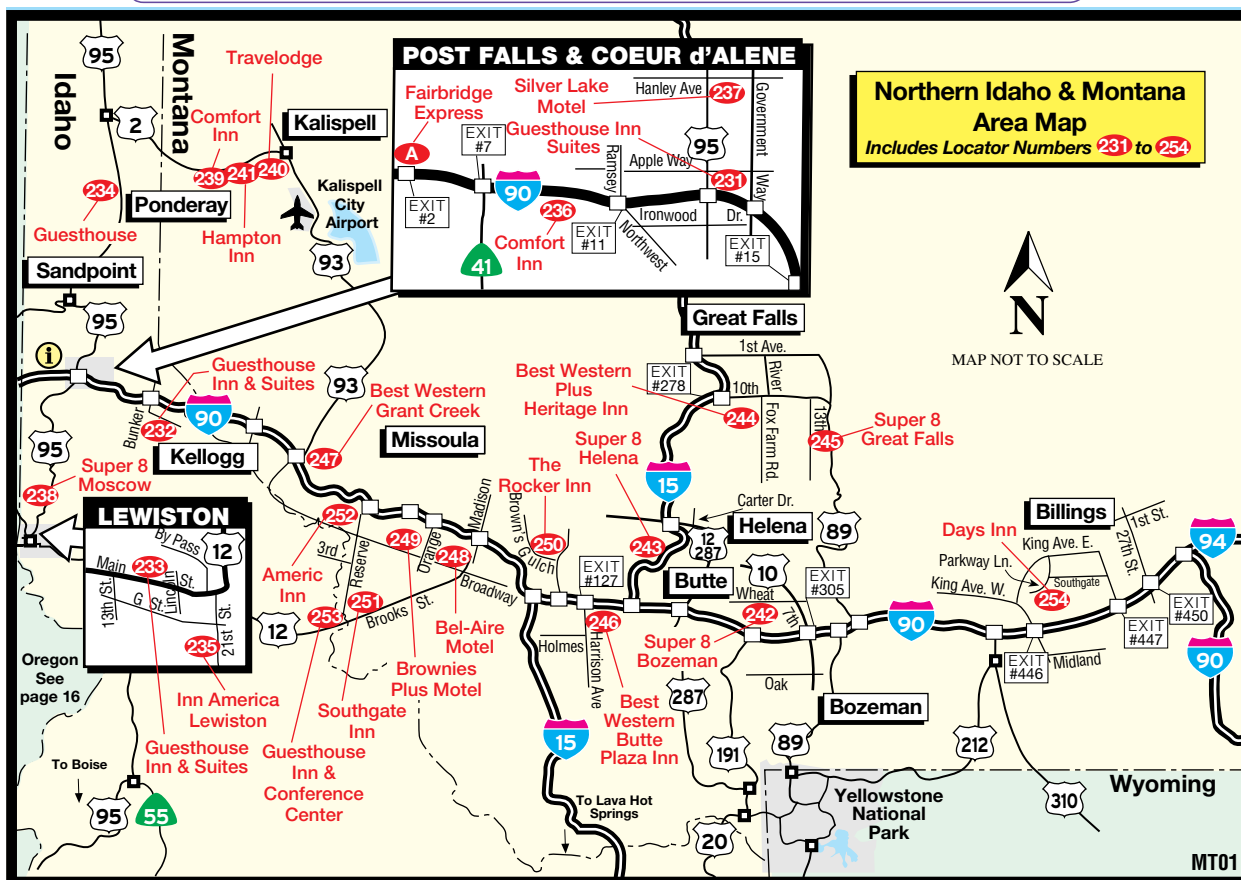 Northern Idaho & Montana
Area Map
Includes Locator Numbers 231 to 254
Idaho
Montana
95
2
Travelodge
Comfort
Inn
Kalispell
239
241
240
234
Guesthouse
Ponderay
Hampton
Inn
Kalispell
City
Airport
93
Sandpoint
95
POST FALLS & COEUR d'ALENE
Fairbridge
Express
A
EXIT
#2
EXIT
#7
90
41
Silver Lake
Motel
Hanley Ave
237
Guesthouse Inn
Suites
Ramsey
Apple Way
95
231
Government
Way
236
Comfort
Inn
EXIT
#11
Ironwood
Dr.
Northwest
EXIT
#15
N
MAP NOT TO SCALE
i
Guesthouse
Inn & Suites
Bunker
232
90
Kellogg
93
Best Western
Grant Creek
247
Missoula
95
Super 8
Moscow
238
LEWISTON
By Pass
12
Main
233
St.
Lincoln
13th/St.
G St.
21st St.
235
Inn America
Lewiston
Guesthouse
Inn & Suites
Oregon
See
page 16
To Boise
95
55
252
Americ
Inn
3rd
Reserve
249
Orange
248
Madison
Broadway
253
251
Brooks St.
12
Bel-Aire
Motel
Brownies
Plus Motel
Southgate
Inn
Guesthouse
Inn &
Conference
Center
The
Rocker Inn
Brown's
Gulch
250
EXIT
#127
Holmes
246
Harrison Ave
Best
Western
Butte
Plaza Inn
15
To Lava Hot
Springs
Great Falls
1st Ave.
EXIT
#278
10th
River
Best Western
Plus
Heritage Inn
244
Fox Farm Rd.
13th
245
Super 8
Great Falls
Super 8
Helena
15
243
Carter Dr.
Helena
12
287
Butte
10
89
Wheat
7th
EXIT
#305
242
Super 8
Bozeman
287
Oak
Bozeman
90
191
89
20
Yellowstone
National
Park
Days Inn
Billings
1st St.
27th St.
King Ave. E.
Parkway Ln.
King Ave. W.
Southgate
254
94
EXIT
#450
EXIT
#447
EXIT
#446
Midland
90
212
310
Wyoming
MT01